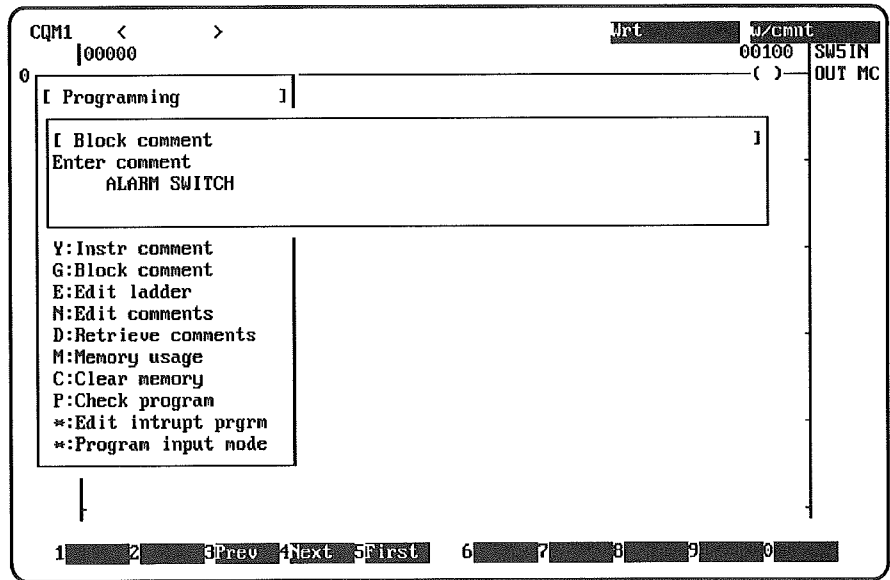 CQM1 < > Wrt w/cmnt
00000 00100 SW5IN
0 ( ) OUT MC
[ Programming ]
[ Block comment ]
Enter comment
ALARM SWITCH
Y:Instr comment
G:Block comment
E:Edit ladder
N:Edit comments
D:Retrieve comments
M:Memory usage
C:Clear memory
P:Check program
*:Edit intrupt prgrm
*:Program input mode
1 2 3Prev 4Next 5First 6 7 8 9 0